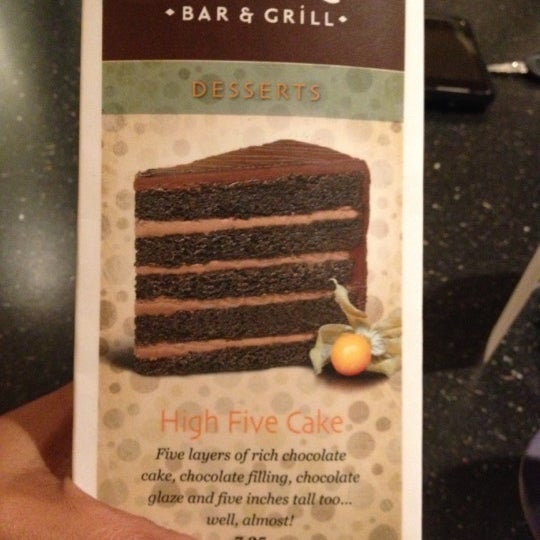 • BAR & GRILL •
DESSERTS
High Five Cake
Five layers of rich chocolate
cake, chocolate filling, chocolate
glaze and five inches tall too...
well, almost!